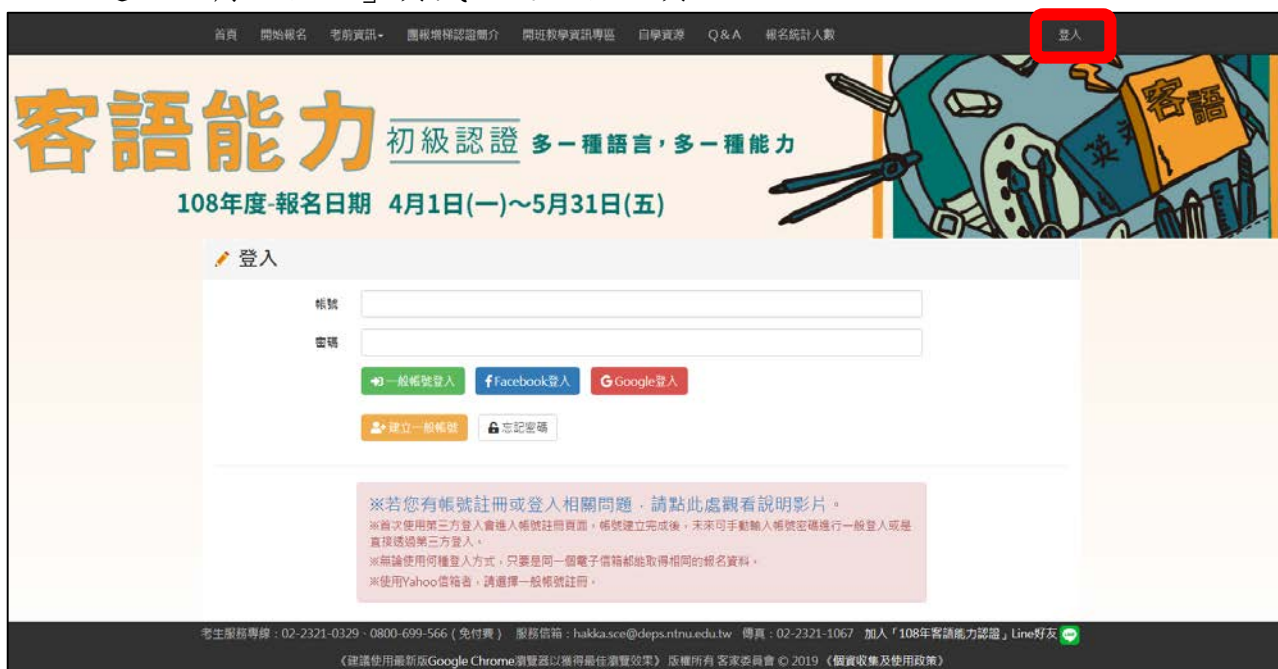 首頁 開始報名 考前資訊 團報增梯認證簡介 開班教學資訊專區 自學資源 Q&A 報名統計人數 登入
客語能力 初級認證 多一種語言,多一種能力
108年度-報名日期 4月1日(一)~5月31日(五)
客語
英
登入
帳號
密碼
一般帳號登入 Facebook登入 Google登入
建立一般帳號 忘記密碼
※若您有帳號註冊或登入相關問題,請點此處觀看說明影片。
※首次使用第三方登入會進入帳號註冊頁面,帳號建立完成後,未來可手動輸入帳號密碼進行一般登入或是
直接透過第三方登入。
※無論使用何種登入方式,只要是同一個電子信箱都能取得相同的報名資料。
※使用Yahoo信箱者,請選擇一般帳號註冊。
考生服務專線:02-2321-0329、0800-699-566 ( 免付費 ) 服務信箱:hakka.sce@deps.ntnu.edu.tw 傳真:02-2321-1067 加入「108年客語能力認證」Line好友
《建議使用最新版Google Chrome瀏覽器以獲得最佳瀏覽效果》 版權所有 客家委員會 © 2019 《個資收集及使用政策》